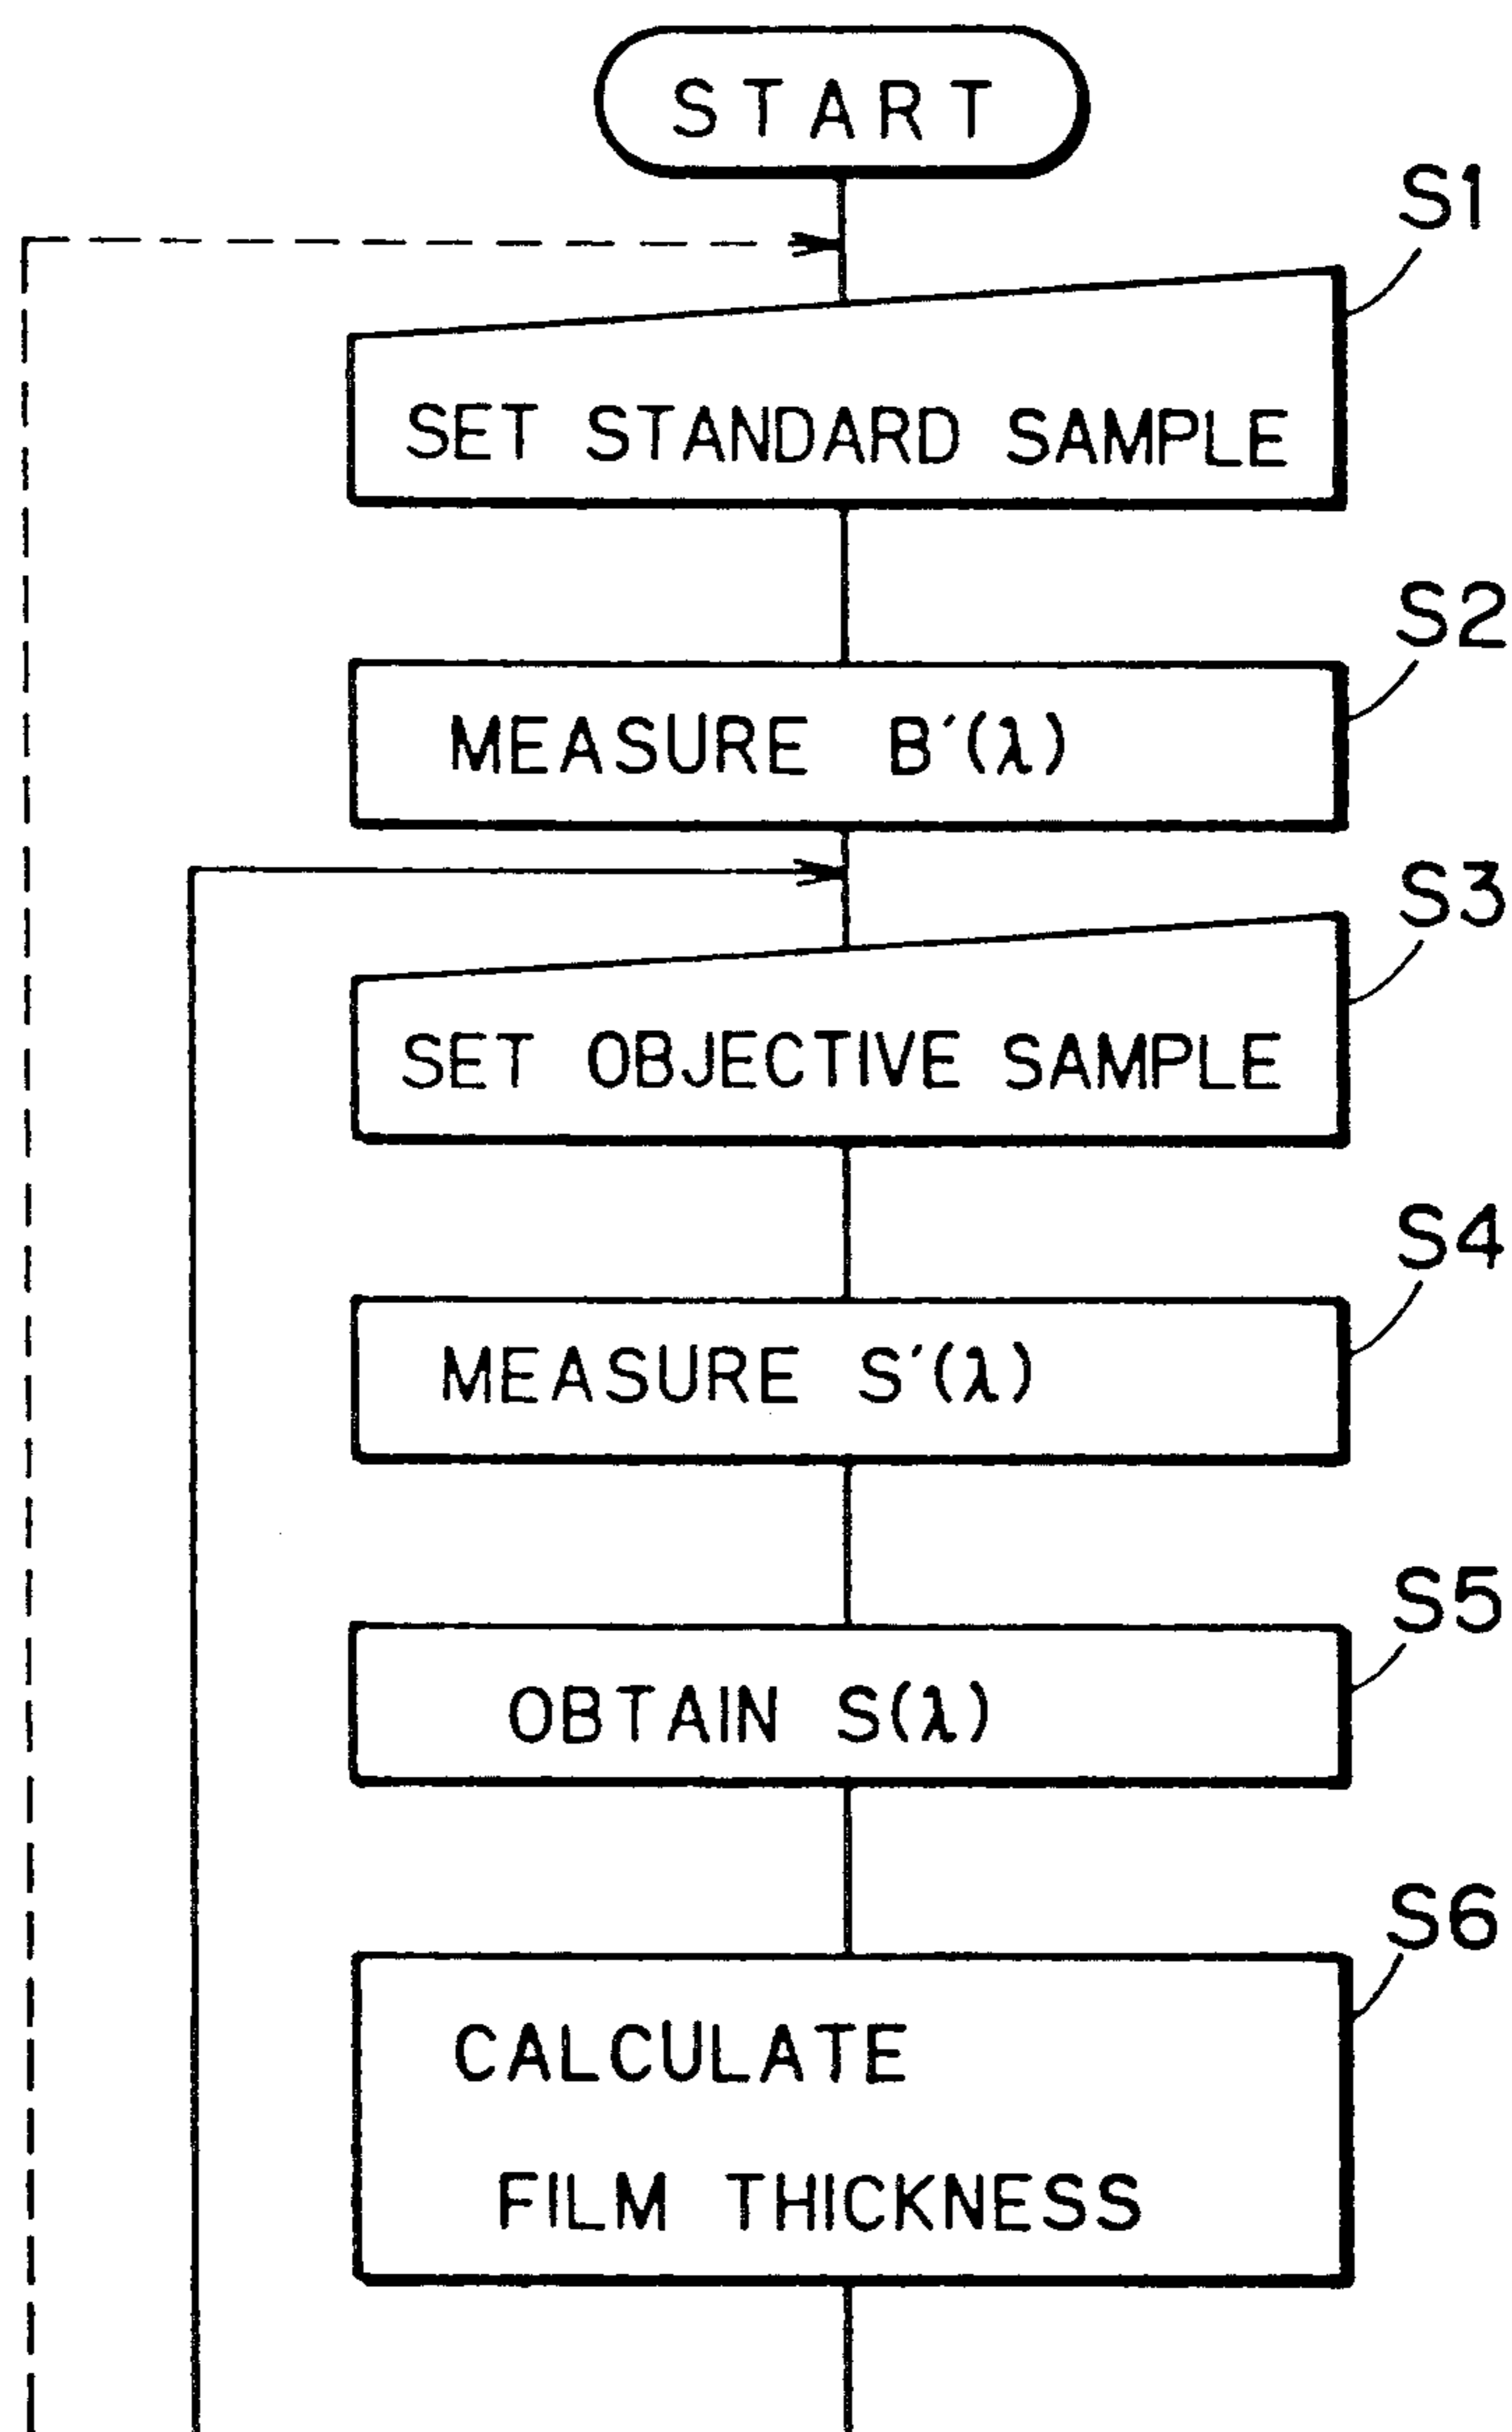 START
S1
SET STANDARD SAMPLE
S2
MEASURE B′(λ)
S3
SET OBJECTIVE SAMPLE
S4
MEASURE S′(λ)
S5
OBTAIN S(λ)
S6
CALCULATE
FILM THICKNESS